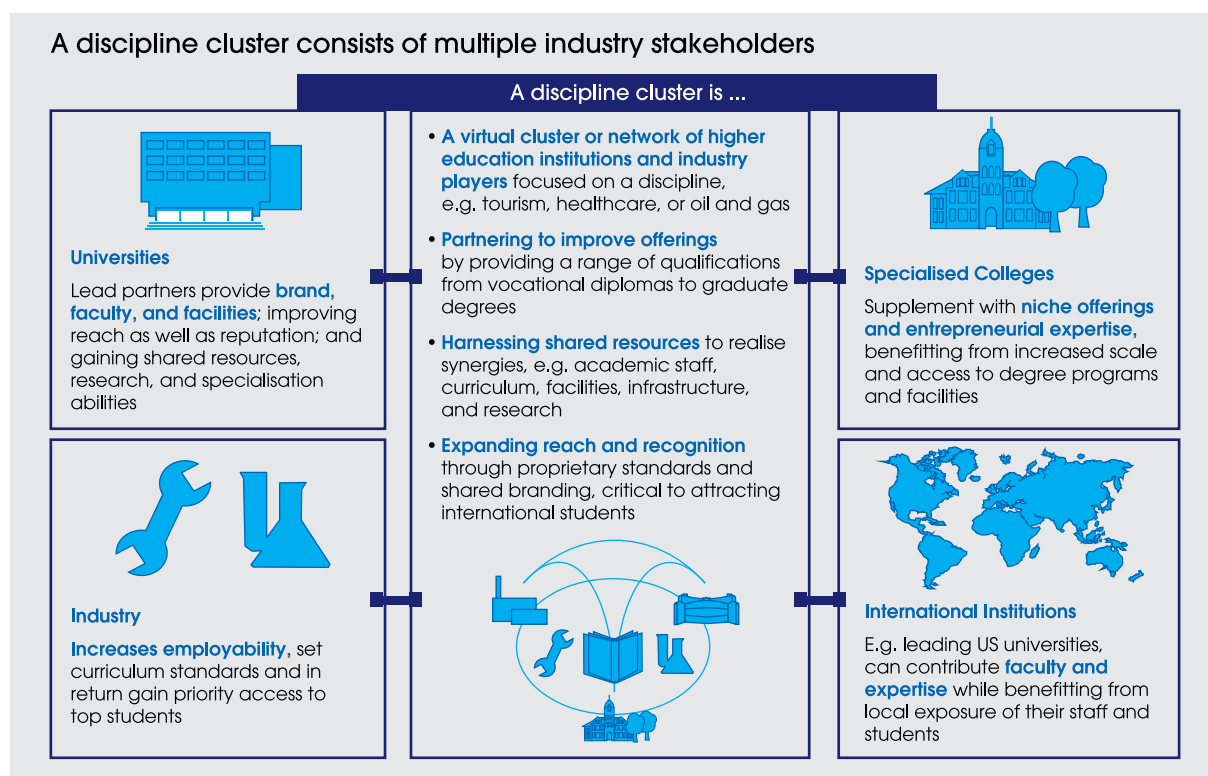 A discipline cluster consists of multiple industry stakeholders
A discipline cluster is ...
Universities
Lead partners provide brand,
faculty, and facilities; improving
reach as well as reputation; and
gaining shared resources,
research, and specialisation
abilities
Industry
Increases employability, set
curriculum standards and in
return gain priority access to
top students
• A virtual cluster or network of higher
education institutions and industry
players focused on a discipline,
e.g. tourism, healthcare, or oil and gas
• Partnering to improve offerings
by providing a range of qualifications
from vocational diplomas to graduate
degrees
• Harnessing shared resources to realise
synergies, e.g. academic staff,
curriculum, facilities, infrastructure,
and research
• Expanding reach and recognition
through proprietary standards and
shared branding, critical to attracting
international students
Specialised Colleges
Supplement with niche offerings
and entrepreneurial expertise,
benefitting from increased scale
and access to degree programs
and facilities
International Institutions
E.g. leading US universities,
can contribute faculty and
expertise while benefitting from
local exposure of their staff and
students